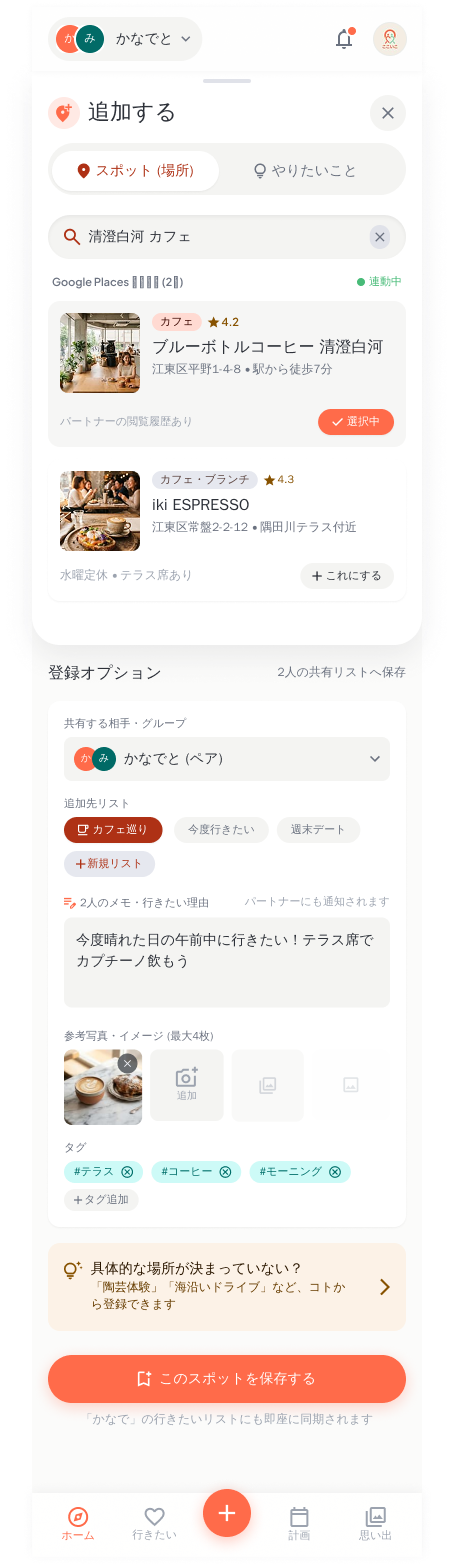 か み かなでと
ここいこ
追加する
スポット (場所)
やりたいこと
清澄白河 カフェ
Google Places (2)
連動中
カフェ
4.2
ブルーボトルコーヒー 清澄白河
江東区平野1-4-8 • 駅から徒歩7分
パートナーの閲覧履歴あり
選択中
カフェ・ブランチ
4.3
iki ESPRESSO
江東区常盤2-2-12 • 隅田川テラス付近
水曜定休 • テラス席あり
これにする
登録オプション
2人の共有リストへ保存
共有する相手・グループ
か み かなでと (ペア)
追加先リスト
カフェ巡り
今度行きたい
週末デート
+新規リスト
2人のメモ・行きたい理由
パートナーにも通知されます
今度晴れた日の午前中に行きたい！テラス席で
カプチーノ飲もう
参考写真・イメージ (最大4枚)
追加
タグ
#テラス
#コーヒー
#モーニング
+タグ追加
具体的な場所が決まっていない？
「陶芸体験」「海沿いドライブ」など、コトか
ら登録できます
このスポットを保存する
「かなで」の行きたいリストにも即座に同期されます
ホーム
行きたい
計画
思い出